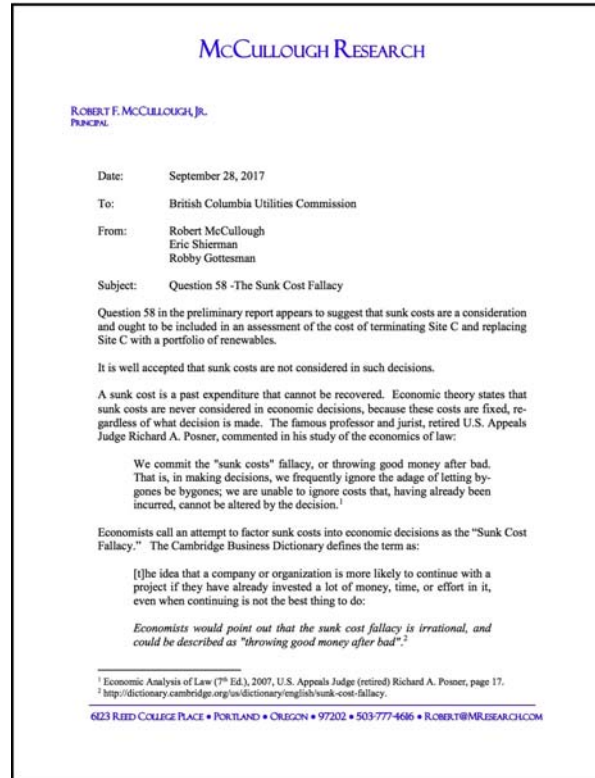 McCullough Research
Robert F. McCullough, Jr.
Principal
Date: September 28, 2017
To: British Columbia Utilities Commission
From: Robert McCullough
Eric Shierman
Robby Gottesman
Subject: Question 58 -The Sunk Cost Fallacy
Question 58 in the preliminary report appears to suggest that sunk costs are a consideration
and ought to be included in an assessment of the cost of terminating Site C and replacing
Site C with a portfolio of renewables.
It is well accepted that sunk costs are not considered in such decisions.
A sunk cost is a past expenditure that cannot be recovered. Economic theory states that
sunk costs are never considered in economic decisions, because these costs are fixed, re-
gardless of what decision is made. The famous professor and jurist, retired U.S. Appeals
Judge Richard A. Posner, commented in his study of the economics of law:
We commit the "sunk costs" fallacy, or throwing good money after bad.
That is, in making decisions, we frequently ignore the adage of letting by-
gones be bygones; we are unable to ignore costs that, having already been
incurred, cannot be altered by the decision.1
Economists call an attempt to factor sunk costs into economic decisions as the “Sunk Cost
Fallacy.” The Cambridge Business Dictionary defines the term as:
[t]he idea that a company or organization is more likely to continue with a
project if they have already invested a lot of money, time, or effort in it,
even when continuing is not the best thing to do:
Economists would point out that the sunk cost fallacy is irrational, and
could be described as "throwing good money after bad".2
1 Economic Analysis of Law (7th Ed.), 2007, U.S. Appeals Judge (retired) Richard A. Posner, page 17.
2 http://dictionary.cambridge.org/us/dictionary/english/sunk-cost-fallacy.
6123 Reed College Place • Portland • Oregon • 97202 • 503-777-4616 • Robert@MResearch.com